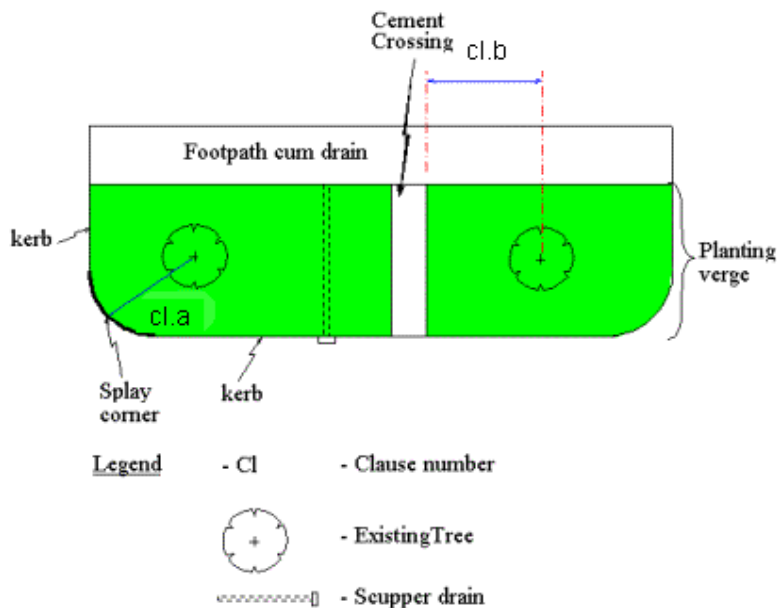 Cement
Crossing
cl.b
Footpath cum drain
kerb
Planting
verge
cl.a
Splay
corner
kerb
Legend - Cl - Clause number
- ExistingTree
- Scupper drain